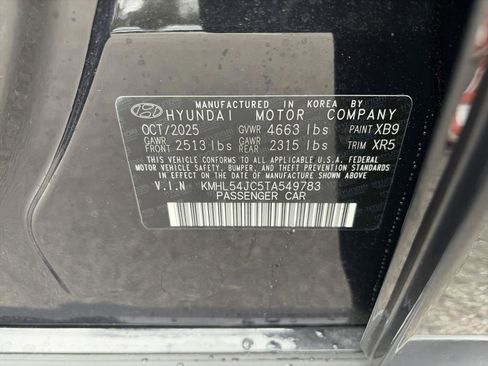 MANUFACTURED IN KOREA BY
HYUNDAI MOTOR COMPANY
OCT/2025 GVWR 4663 lbs PAINT XB9
GAWR FRONT 2513 lbs GAWR REAR 2315 lbs TRIM XR5
THIS VEHICLE CONFORMS TO ALL APPLICABLE U.S.A. FEDERAL
MOTOR VEHICLE SAFETY, BUMPER, AND THEFT PREVENTION STANDARDS
IN EFFECT ON THE DATE OF MANUFACTURE SHOWN ABOVE.
V.I.N KMHL54JC5TA549783
PASSENGER CAR